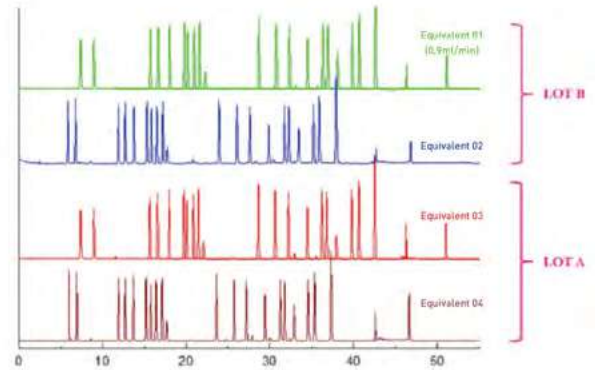 Equivalent 01
(0,9ml/min)
LOT B
Equivalent 02
Equivalent 03
LOT A
Equivalent 04
0 10 20 30 40 50